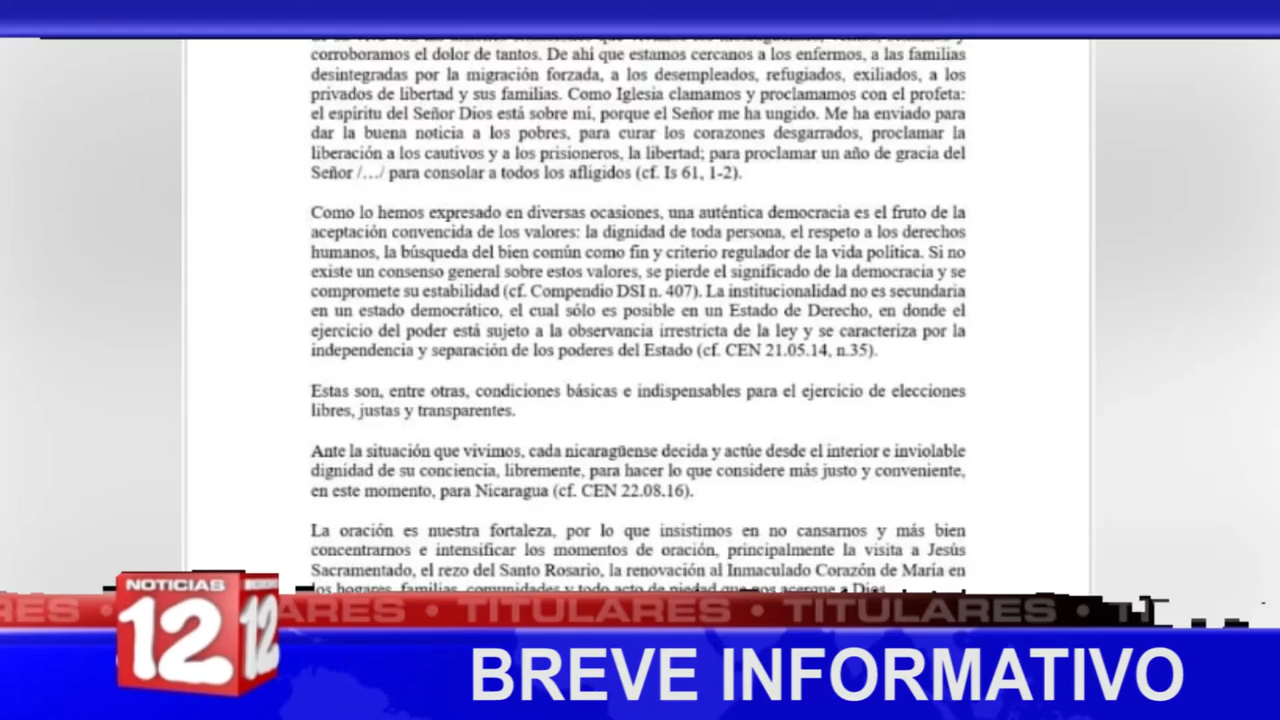 corroboramos el dolor de tantos. De ahí que estamos cercanos a los enfermos, a las familias
desintegradas por la migración forzada, a los desempleados, refugiados, exiliados, a los
privados de libertad y sus familias. Como Iglesia clamamos y proclamamos con el profeta:
el espíritu del Señor Dios está sobre mí, porque el Señor me ha ungido. Me ha enviado para
dar la buena noticia a los pobres, para curar los corazones desgarrados, proclamar la
liberación a los cautivos y a los prisioneros, la libertad; para proclamar un año de gracia del
Señor /.../ para consolar a todos los afligidos (cf. Is 61, 1-2).
Como lo hemos expresado en diversas ocasiones, una auténtica democracia es el fruto de la
aceptación convencida de los valores: la dignidad de toda persona, el respeto a los derechos
humanos, la búsqueda del bien común como fin y criterio regulador de la vida política. Si no
existe un consenso general sobre estos valores, se pierde el significado de la democracia y se
compromete su estabilidad (cf. Compendio DSI n. 407). La institucionalidad no es secundaria
en un estado democrático, el cual sólo es posible en un Estado de Derecho, en donde el
ejercicio del poder está sujeto a la observancia irrestricta de la ley y se caracteriza por la
independencia y separación de los poderes del Estado (cf. CEN 21.05.14, n.35).
Estas son, entre otras, condiciones básicas e indispensables para el ejercicio de elecciones
libres, justas y transparentes.
Ante la situación que vivimos, cada nicaragüense decida y actúe desde el interior e inviolable
dignidad de su conciencia, libremente, para hacer lo que considere más justo y conveniente,
en este momento, para Nicaragua (cf. CEN 22.08.16).
La oración es nuestra fortaleza, por lo que insistimos en no cansarnos y más bien
concentrarnos e intensificar los momentos de oración, principalmente la visita a Jesús
Sacramentado, el rezo del Santo Rosario, la renovación al Inmaculado Corazón de María en
los hogares, familias, comunidades y todo acto de piedad que nos acerque a Dios
NOTICIAS
12 12
RES • TITULARES • TITULARES • TI
BREVE INFORMATIVO